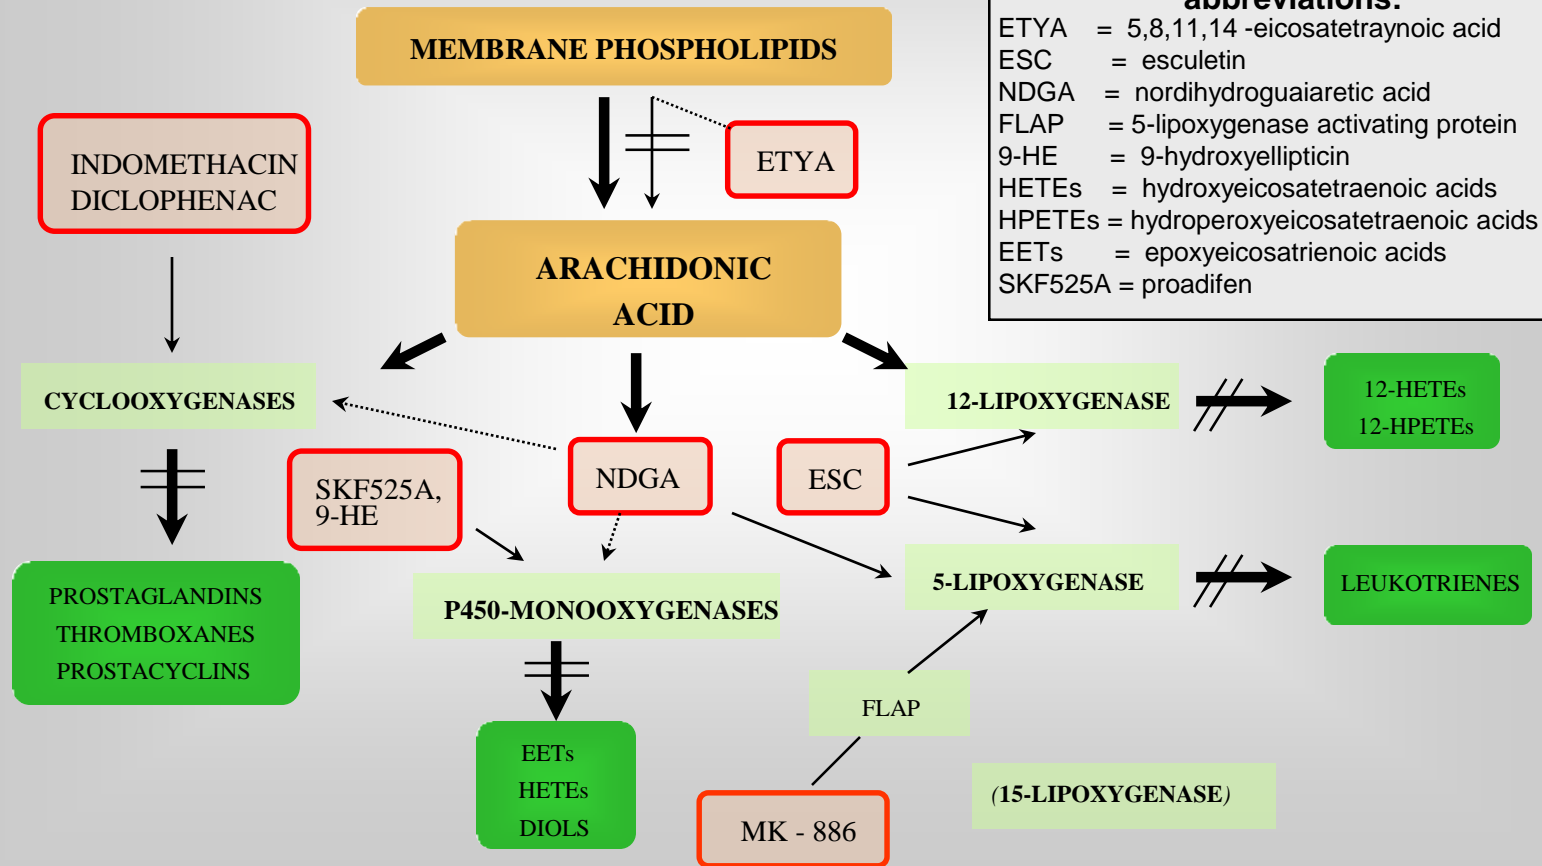 abbreviations:
ETYA = 5,8,11,14 -eicosatetraynoic acid
ESC = esculetin
NDGA = nordihydroguaiaretic acid
FLAP = 5-lipoxygenase activating protein
9-HE = 9-hydroxyellipticin
HETEs = hydroxyeicosatetraenoic acids
HPETEs = hydroperoxyeicosatetraenoic acids
EETs = epoxyeicosatrienoic acids
SKF525A = proadifen
MEMBRANE PHOSPHOLIPIDS
INDOMETHACIN
DICLOPHENAC
ETYA
ARACHIDONIC
ACID
CYCLOOXYGENASES
12-LIPOXYGENASE
12-HETEs
12-HPETEs
SKF525A,
9-HE
NDGA
ESC
PROSTAGLANDINS
THROMBOXANES
PROSTACYCLINS
P450-MONOOXYGENASES
5-LIPOXYGENASE
LEUKOTRIENES
FLAP
EETs
HETEs
DIOLS
MK - 886
(15-LIPOXYGENASE)